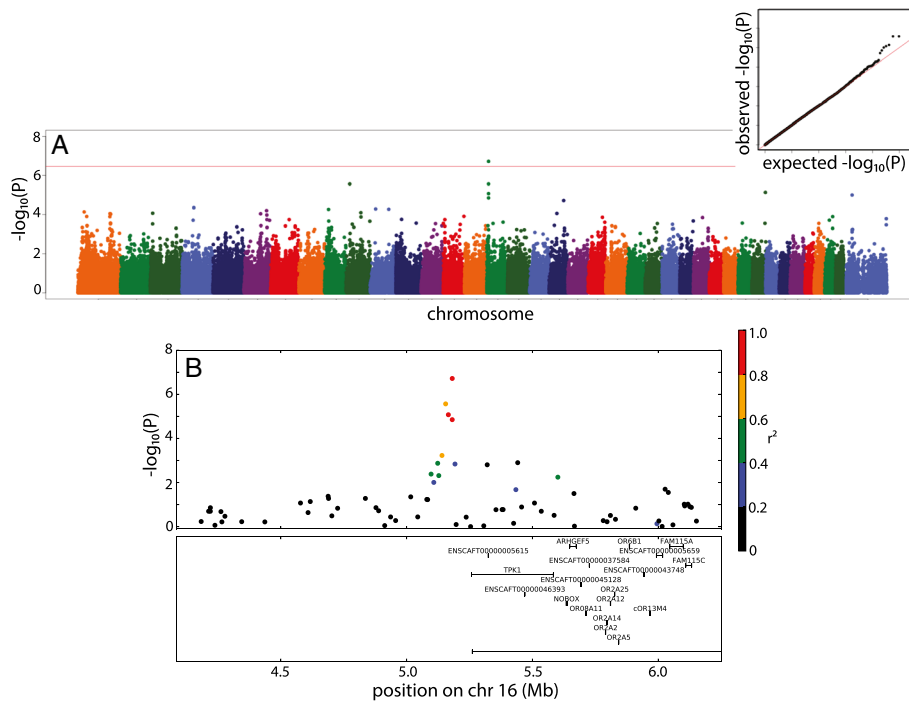 observed -log₁₀(P)
expected -log₁₀(P)
A
8
6
4
2
0
-log₁₀(P)
chromosome
B
8
6
4
2
0
-log₁₀(P)
1.0
0.8
0.6
0.4
0.2
0
r²
ARHGEF5 OR6B1 FAM115A
ENSCAFT00000005615 ENSCAFT00000005659
ENSCAFT00000037584 FAM115C
TPK1 ENSCAFT00000043748
ENSCAFT00000045128
ENSCAFT00000046393 OR2A25
NOBOX OR2A12
OR08A11 cOR13M4
OR2A14
OR2A2
OR2A5
4.5 5.0 5.5 6.0
position on chr 16 (Mb)